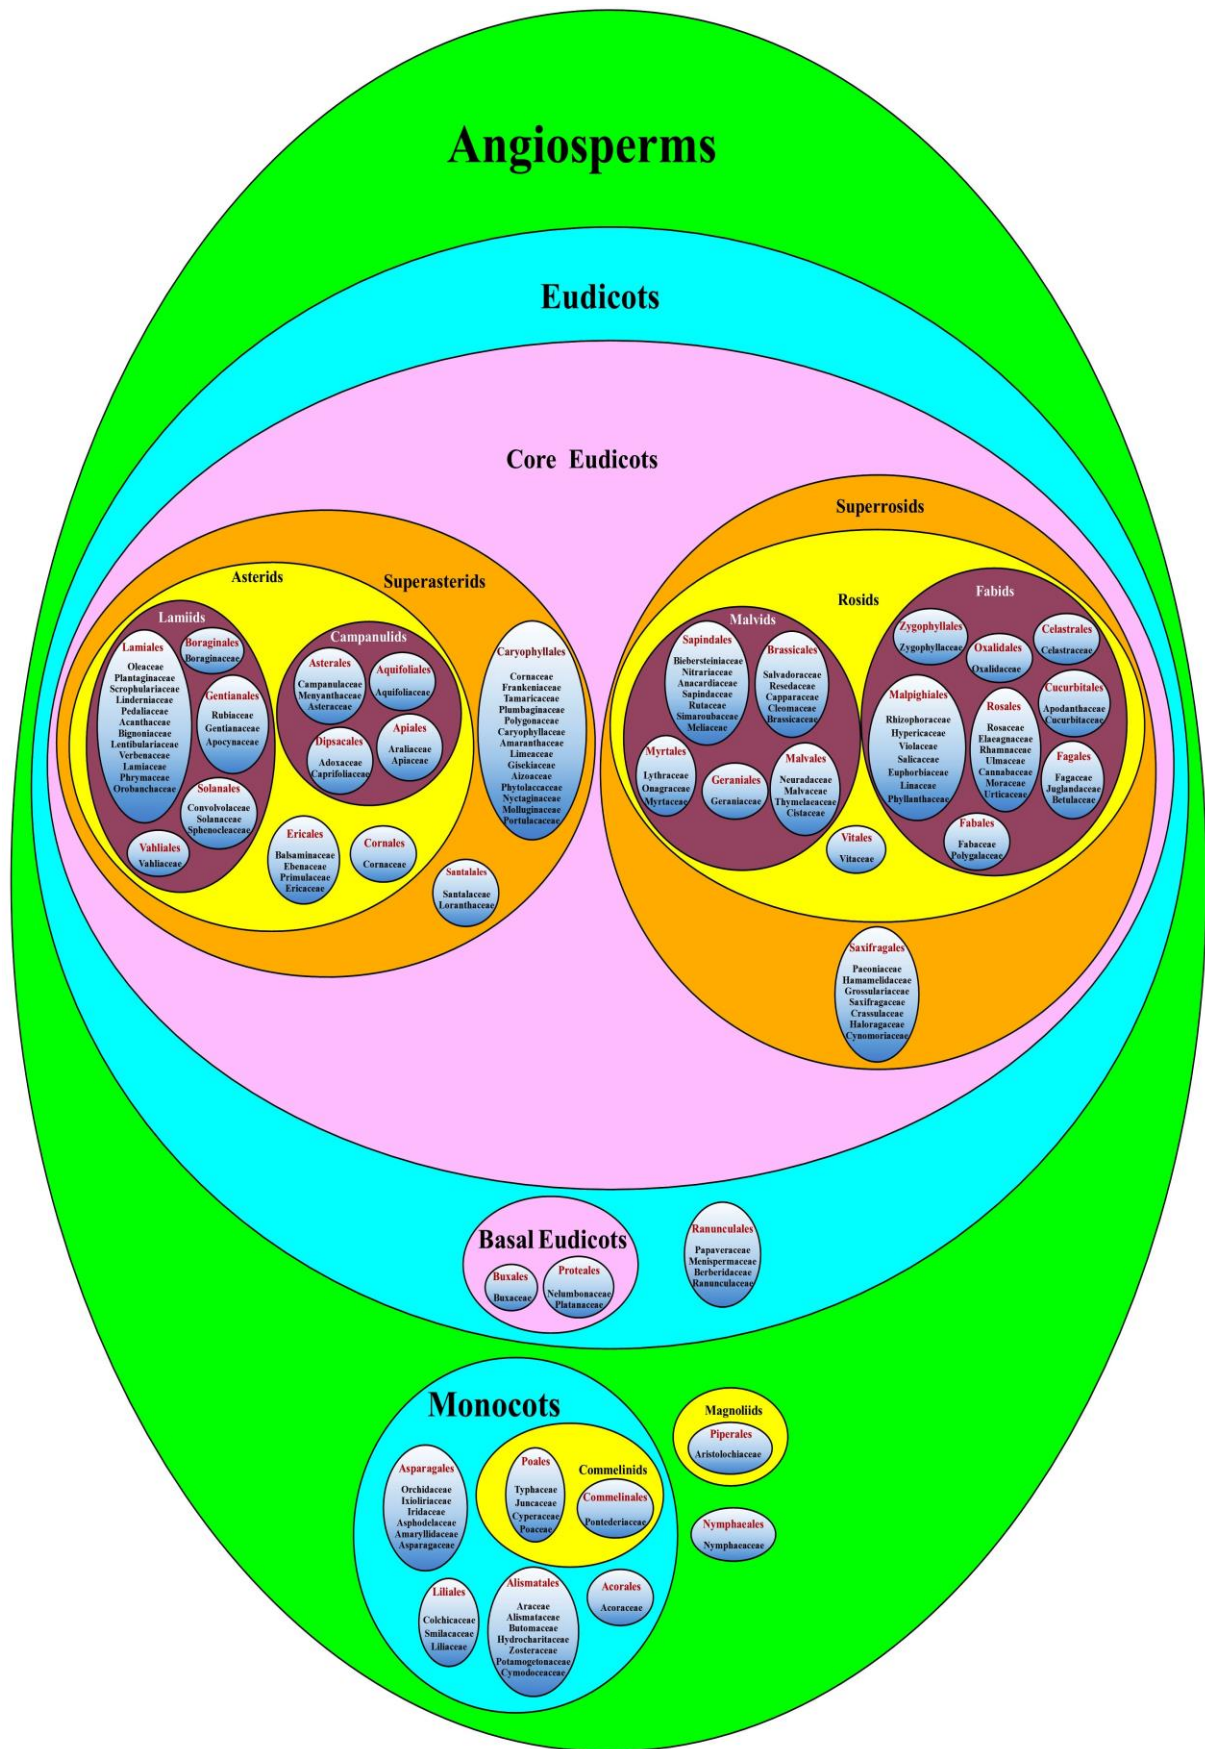 Angiosperms
Eudicots
Core Eudicots
Superasterids
Asterids
Lamiids
Lamiales
Oleaceae
Plantaginaceae
Scrophulariaceae
Linderniaceae
Pedaliaceae
Acanthaceae
Bignoniaceae
Lentibulariaceae
Verbenaceae
Lamiaceae
Phrymaceae
Orobanchaceae
Boraginales
Boraginaceae
Gentianales
Rubiaceae
Gentianaceae
Apocynaceae
Solanales
Convolvolaceae
Solanaceae
Sphenocleaceae
Vahliales
Vahliaceae
Campanulids
Asterales
Campanulaceae
Menyanthaceae
Asteraceae
Aquifoliales
Aquifoliaceae
Dipsacales
Adoxaceae
Caprifoliaceae
Apiales
Araliaceae
Apiaceae
Ericales
Balsaminaceae
Ebenaceae
Primulaceae
Ericaceae
Cornales
Cornaceae
Caryophyllales
Cornaceae
Frankeniaceae
Tamaricaceae
Plumbaginaceae
Polygonaceae
Caryophyllaceae
Amaranthaceae
Limeaceae
Gisekiaceae
Aizoaceae
Phytolaccaceae
Nyctaginaceae
Molluginaceae
Portulacaceae
Santalales
Santalaceae
Loranthaceae
Superrosids
Rosids
Malvids
Sapindales
Biebersteiniaceae
Nitrariaceae
Anacardiaceae
Sapindaceae
Rutaceae
Simaroubaceae
Meliaceae
Brassicales
Salvadoraceae
Resedaceae
Capparaceae
Cleomaceae
Brassicaceae
Myrtales
Lythraceae
Onagraceae
Myrtaceae
Geraniales
Geraniaceae
Malvales
Neuradaceae
Malvaceae
Thymelaeaceae
Cistaceae
Vitales
Vitaceae
Fabids
Zygophyllales
Zygophyllaceae
Oxalidales
Oxalidaceae
Celastrales
Celastraceae
Malpighiales
Rhizophoraceae
Hypericaceae
Violaceae
Salicaceae
Euphorbiaceae
Linaccae
Phyllanthaceae
Rosales
Rosaceae
Elaeagnaceae
Rhamnaceae
Ulmaceae
Cannabaceae
Moraceae
Urticaceae
Cucurbitales
Apodanthaceae
Cucurbitaceae
Fagales
Fagaceae
Juglandaceae
Betulaceae
Fabales
Fabaceae
Polygalaceae
Saxifragales
Paeoniaceae
Hamamelidaceae
Grossulariaceae
Saxifragaceae
Crassulaceae
Haloragaceae
Cynomoriaceae
Basal Eudicots
Buxales
Buxaceae
Proteales
Nelumbonaceae
Platanaceae
Ranunculales
Papaveraceae
Menispermaceae
Berberidaceae
Ranunculaceae
Monocots
Asparagales
Orchidaceae
Ixioliriaceae
Iridaceae
Asphodelaceae
Amaryllidaceae
Asparagaceae
Commelinids
Poales
Typhaceae
Juncaceae
Cyperaceae
Poaceae
Commelinales
Pontederiaceae
Liliales
Colchicaceae
Smilacaceae
Liliaceae
Alismatales
Araceae
Alismataceae
Butomaceae
Hydrocharitaceae
Zosteraceae
Potamogetonaceae
Cymodoceaceae
Acorales
Acoraceae
Magnoliids
Piperales
Aristolochiaceae
Nymphaeales
Nymphaeaceae